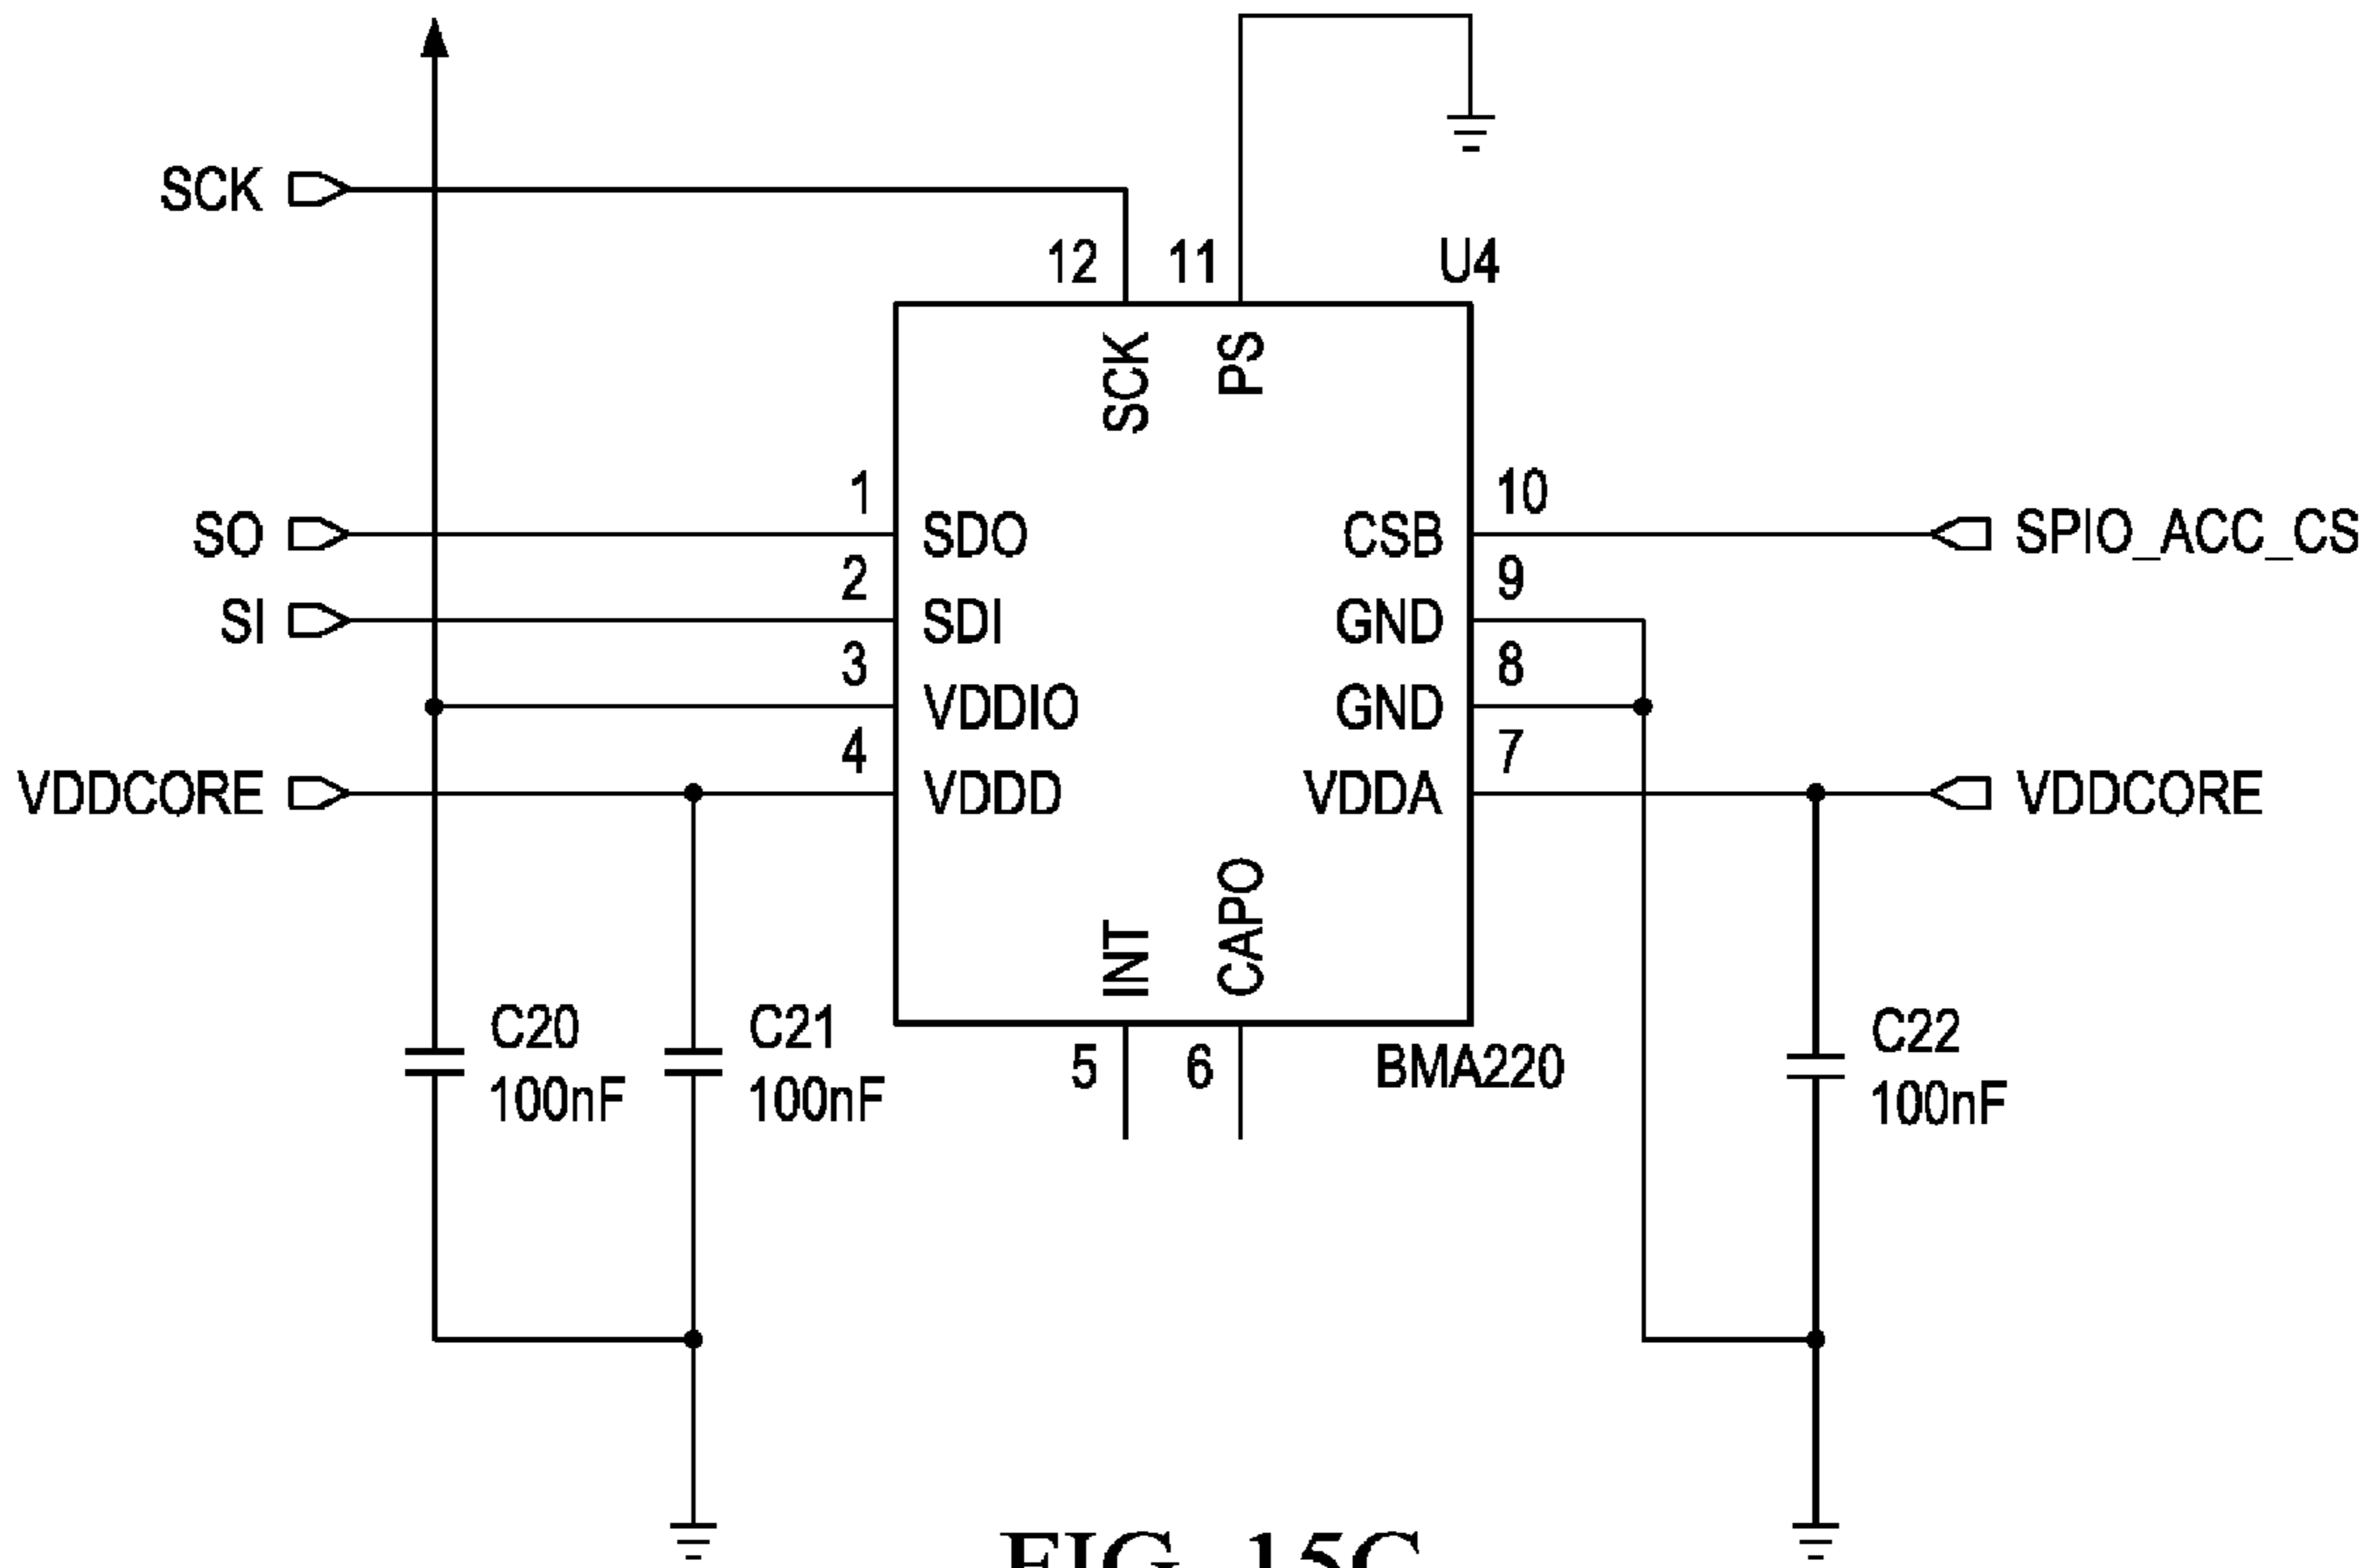 SCK
12
11
U4
SCK
PS
SO
1
SDO
CSB
10
SPIO_ACC_CS
SI
2
SDI
GND
9
3
VDDIO
GND
8
VDDCORE
4
VDDD
VDDA
7
VDDCORE
INT
CAPO
C20
100nF
C21
100nF
5
6
BMA220
C22
100nF
FIG. 15C